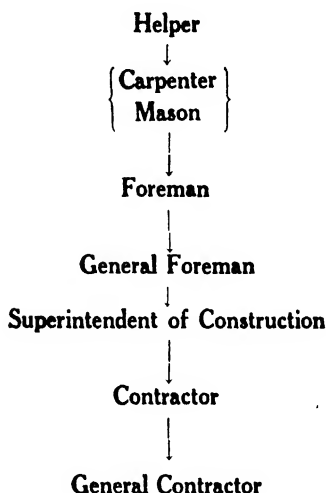 Helper
Carpenter
Mason
Foreman
General Foreman
Superintendent of Construction
Contractor
General Contractor